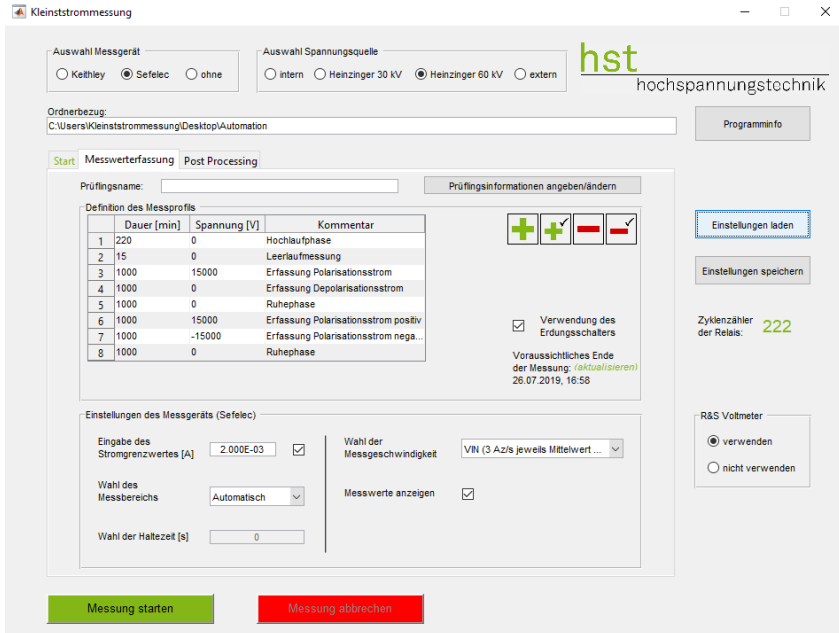 Kleinststrommessung
Auswahl Messgerät
Keithley Sefelec ohne
Auswahl Spannungsquelle
intern Heinzinger 30 kV Heinzinger 60 kV extern
hst
hochspannungstechnik
Ordnerbezug:
C:\Users\Kleinststrommessung\Desktop\Automation
Programminfo
Start Messwerterfassung Post Processing
Prüflingsname:
Prüflingsinformationen angeben/ändern
Definition des Messprofils
Dauer [min] Spannung [V] Kommentar
1 220 0 Hochlaufphase
2 15 0 Leerlaufmessung
3 1000 15000 Erfassung Polarisationsstrom
4 1000 0 Erfassung Depolarisationsstrom
5 1000 0 Ruhephase
6 1000 15000 Erfassung Polarisationsstrom positiv
7 1000 -15000 Erfassung Polarisationsstrom nega...
8 1000 0 Ruhephase
Verwendung des
Erdungsschalters
Voraussichtliches Ende
der Messung: (aktualisieren)
26.07.2019, 16:58
Einstellungen laden
Einstellungen speichern
Zyklenzähler
der Relais:
222
Einstellungen des Messgeräts (Sefelec)
Eingabe des
Stromgrenzwertes [A]
2.000E-03
Wahl des
Messbereichs
Automatisch
Wahl der Haltezeit [s]
0
Wahl der
Messgeschwindigkeit
VIN (3 Az/s jeweils Mittelwert ...
Messwerte anzeigen
R&S Voltmeter
verwenden
nicht verwenden
Messung starten
Messung abbrechen